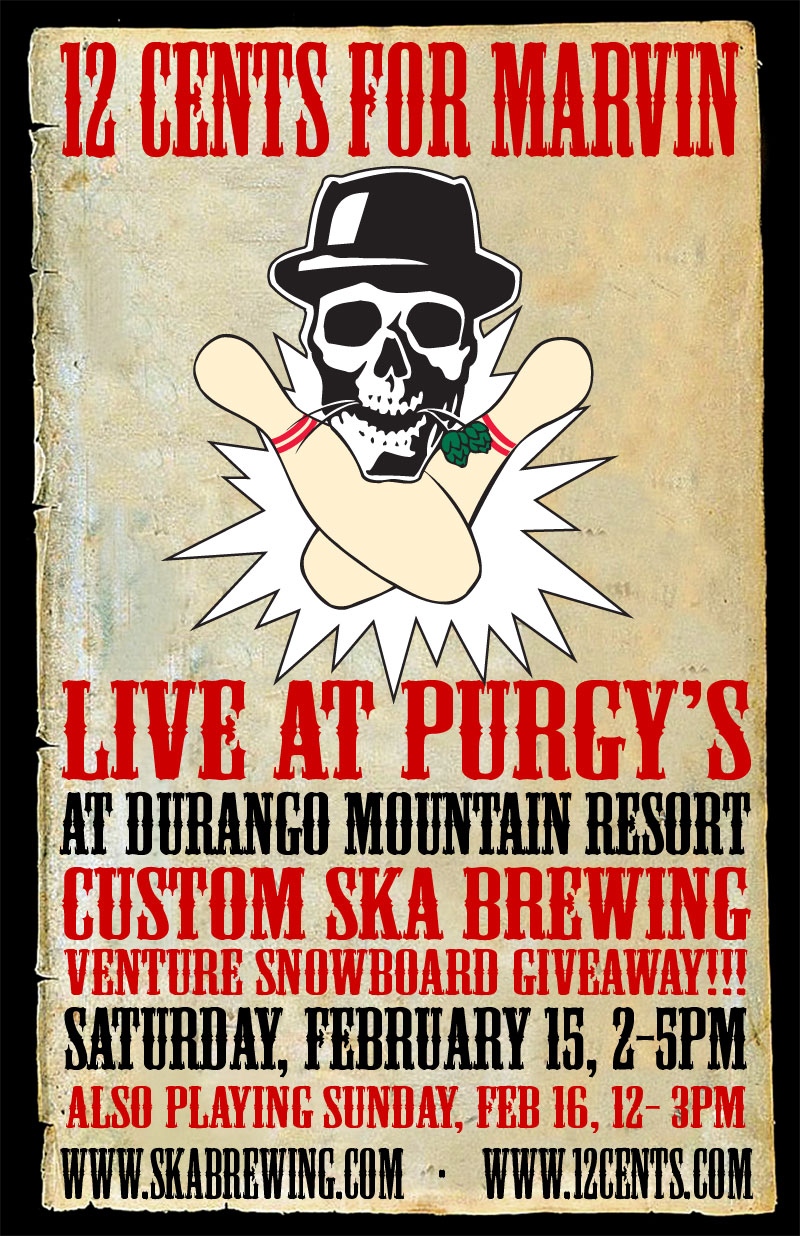 12 CENTS FOR MARVIN
LIVE AT PURGY'S
AT DURANGO MOUNTAIN RESORT
CUSTOM SKA BREWING
VENTURE SNOWBOARD GIVEAWAY!!!
SATURDAY, FEBRUARY 15, 2-5PM
ALSO PLAYING SUNDAY, FEB 16, 12- 3PM
WWW.SKABREWING.COM · WWW.12CENTS.COM